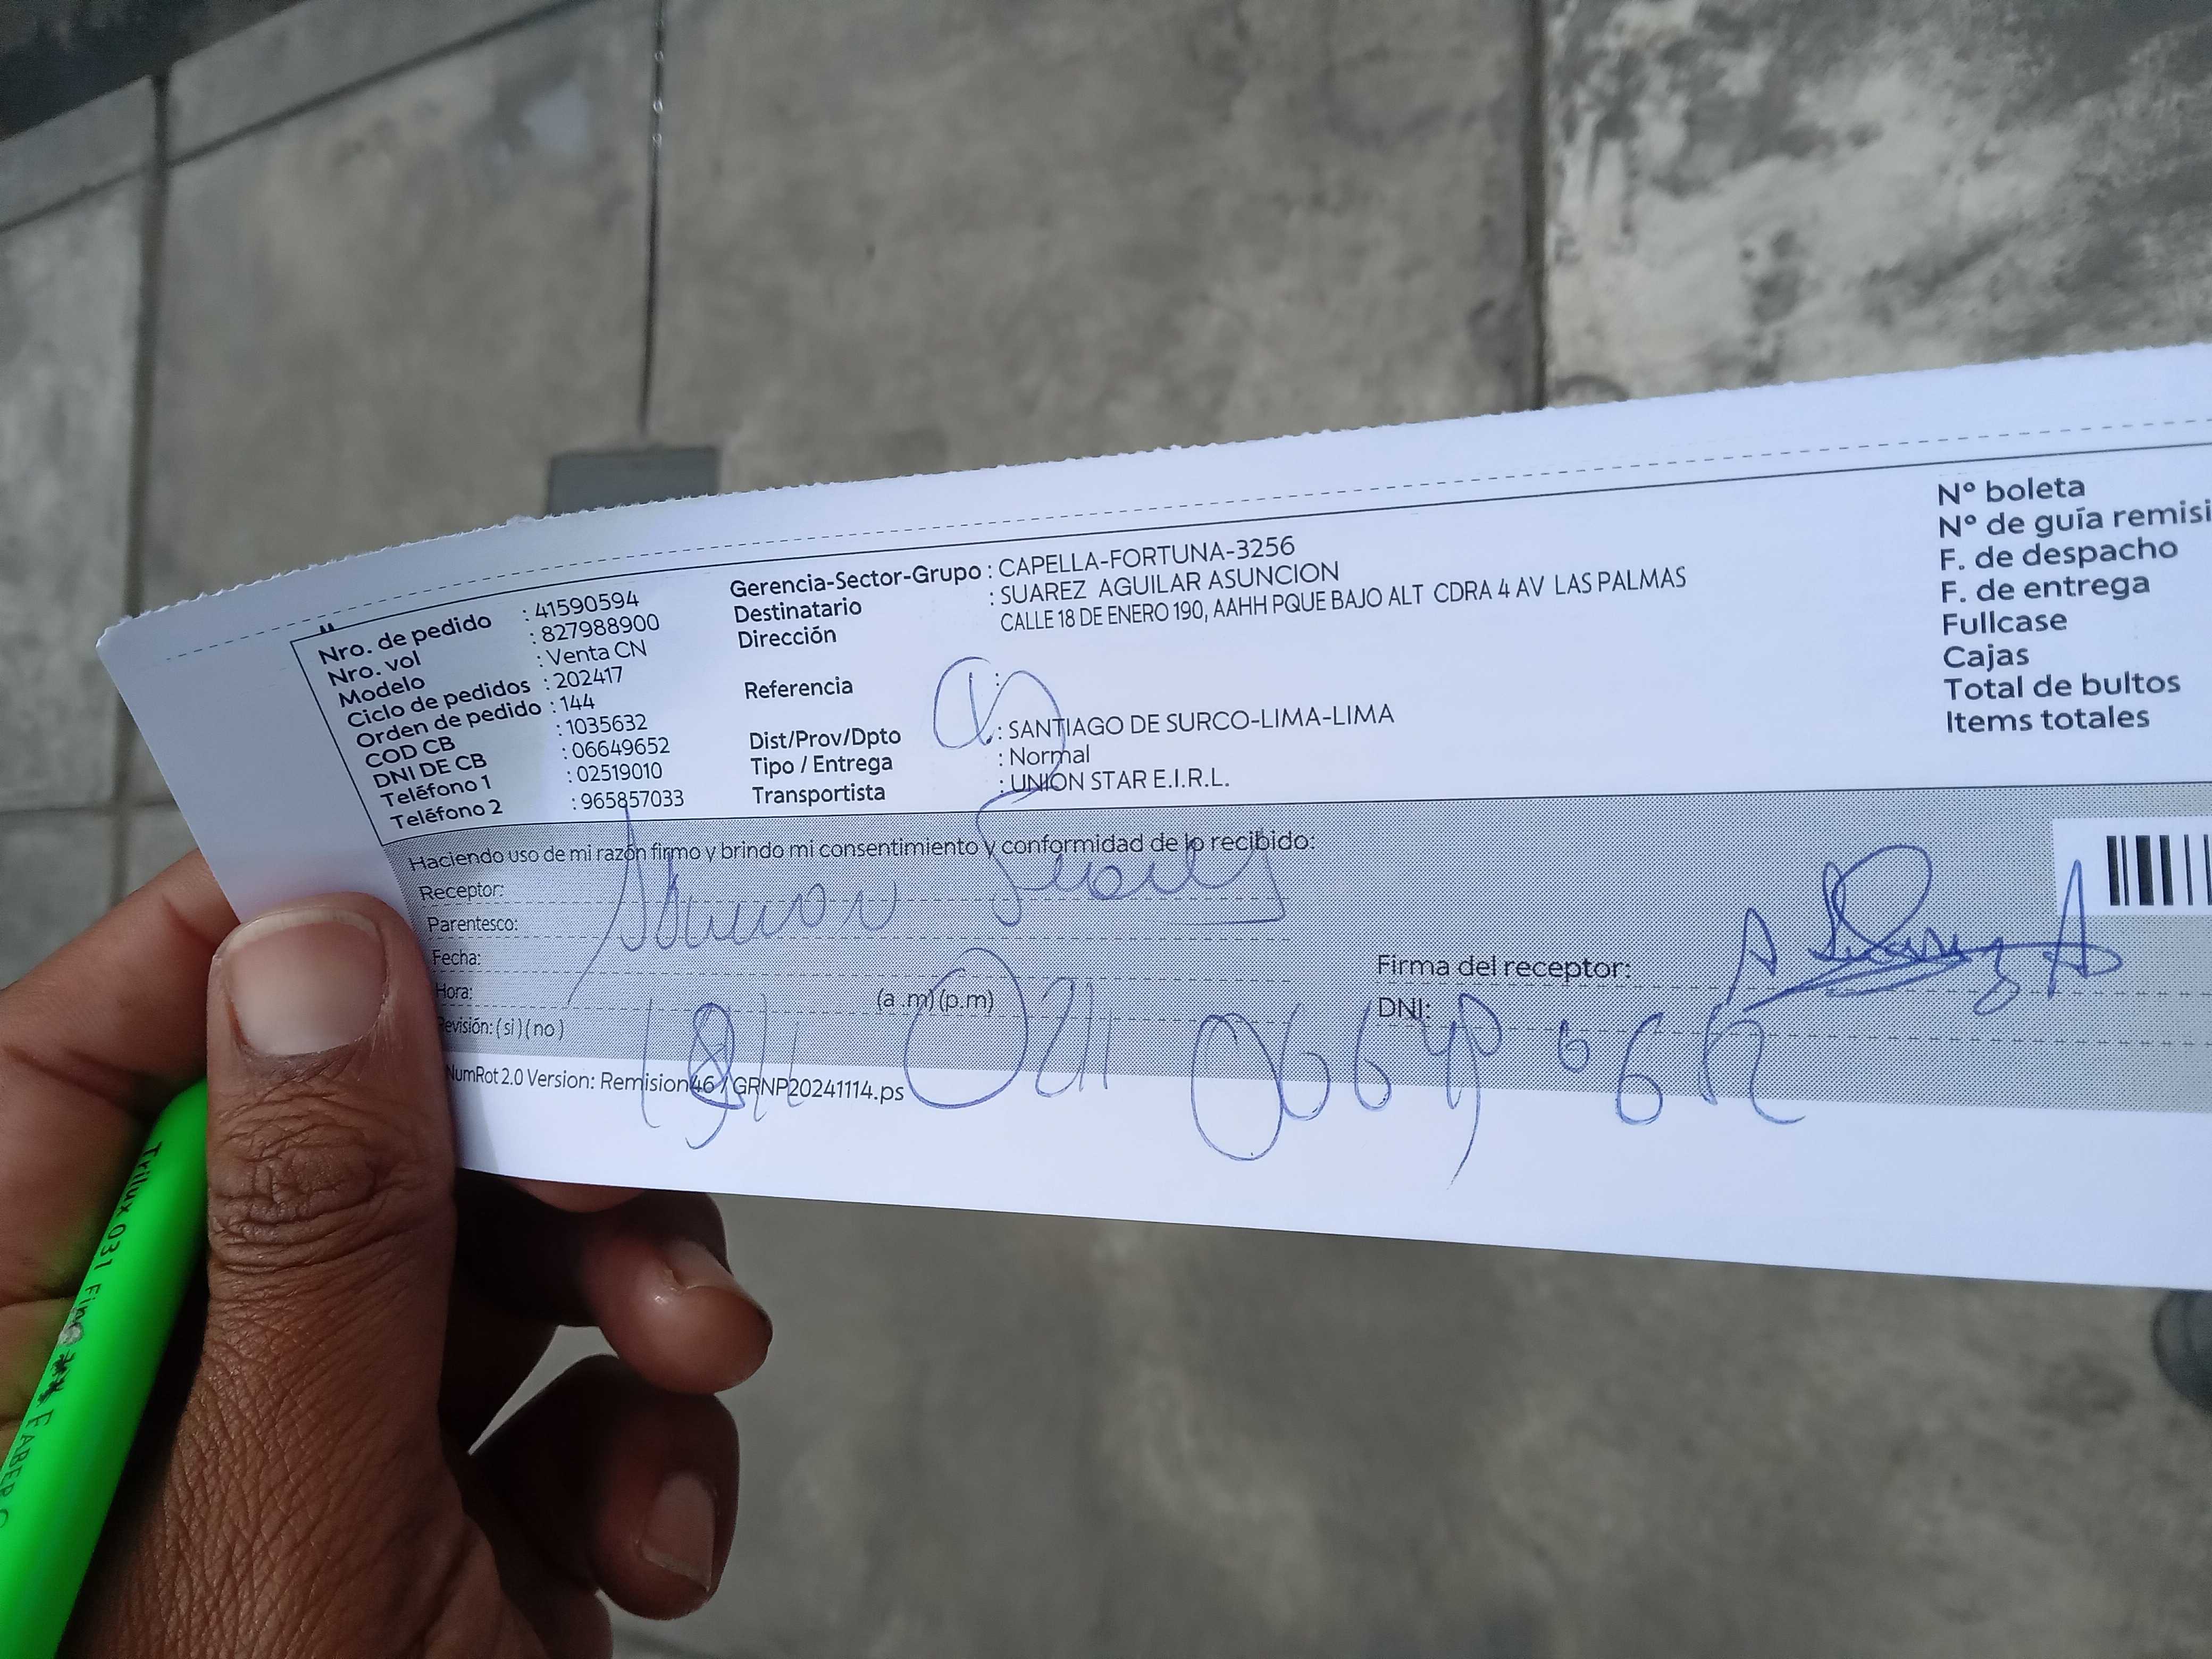 Nro. de pedido : 41590594
Nro. vol : 827988900
Modelo : Venta CN
Ciclo de pedidos : 202417
Orden de pedido : 144
COD CB : 1035632
DNI DE CB : 06649652
Teléfono 1 : 02519010
Teléfono 2 : 965857033
Gerencia-Sector-Grupo : CAPELLA-FORTUNA-3256
Destinatario : SUAREZ AGUILAR ASUNCION
Dirección CALLE 18 DE ENERO 190, AAHH PQUE BAJO ALT CDRA 4 AV LAS PALMAS
Referencia :
Dist/Prov/Dpto : SANTIAGO DE SURCO-LIMA-LIMA
Tipo / Entrega : Normal
Transportista : UNION STAR E.I.R.L.
Nº boleta
Nº de guía remisi
F. de despacho
F. de entrega
Fullcase
Cajas
Total de bultos
Items totales
Haciendo uso de mi razón firmo y brindo mi consentimiento y conformidad de lo recibido:
Receptor:
Parentesco:
Fecha:
Hora: (a .m) (p.m)
Revisión: ( si ) ( no )
Firma del receptor:
DNI:
NumRot 2.0 Version: Remision46 / GRNP20241114.ps
Trilux 031 Fino
FABER C